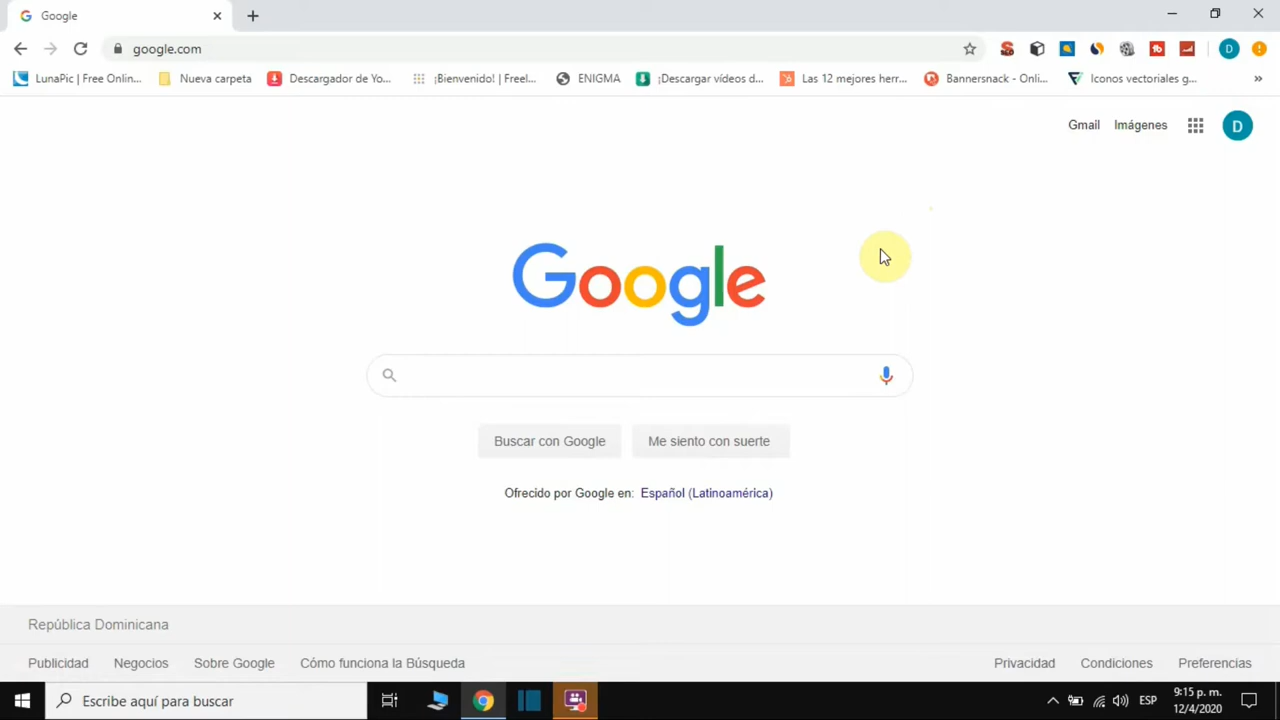 Google
google.com
LunaPic | Free Onlin...
Nueva carpeta
Descargador de Yo...
¡Bienvenido! | Freel...
ENIGMA
¡Descargar vídeos d...
Las 12 mejores herr...
Bannersnack - Onli...
Iconos vectoriales g...
»
D
Gmail
Imágenes
D
Google
Buscar con Google
Me siento con suerte
Ofrecido por Google en: Español (Latinoamérica)
República Dominicana
Publicidad
Negocios
Sobre Google
Cómo funciona la Búsqueda
Privacidad
Condiciones
Preferencias
Escribe aquí para buscar
ESP
9:15 p. m.
12/4/2020